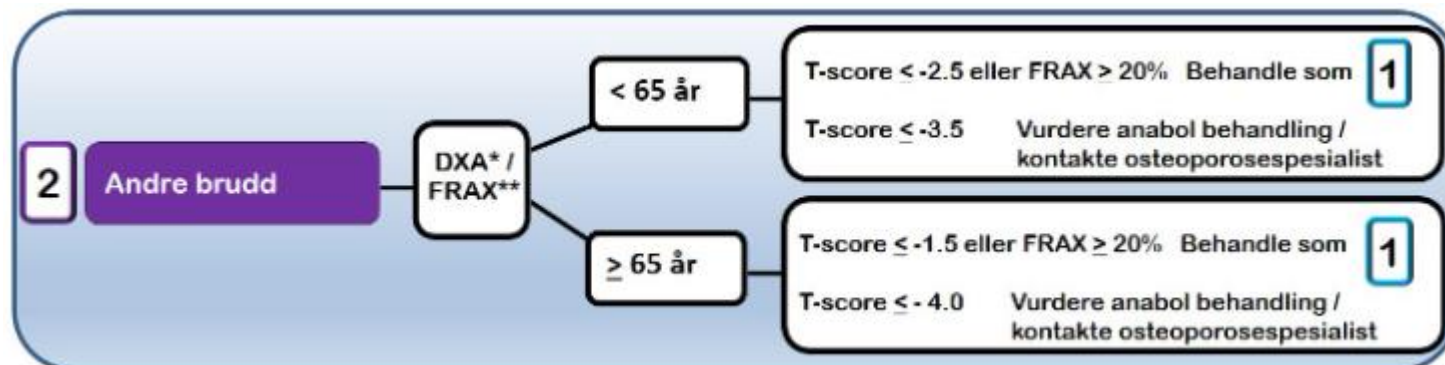 2 Andre brudd
DXA* /
FRAX**
< 65 år
T-score ≤ -2.5 eller FRAX ≥ 20% Behandle som 1
T-score ≤ -3.5 Vurdere anabol behandling /
kontakte osteoporosespesialist
≥ 65 år
T-score ≤ -1.5 eller FRAX ≥ 20% Behandle som 1
T-score ≤ - 4.0 Vurdere anabol behandling /
kontakte osteoporosespesialist